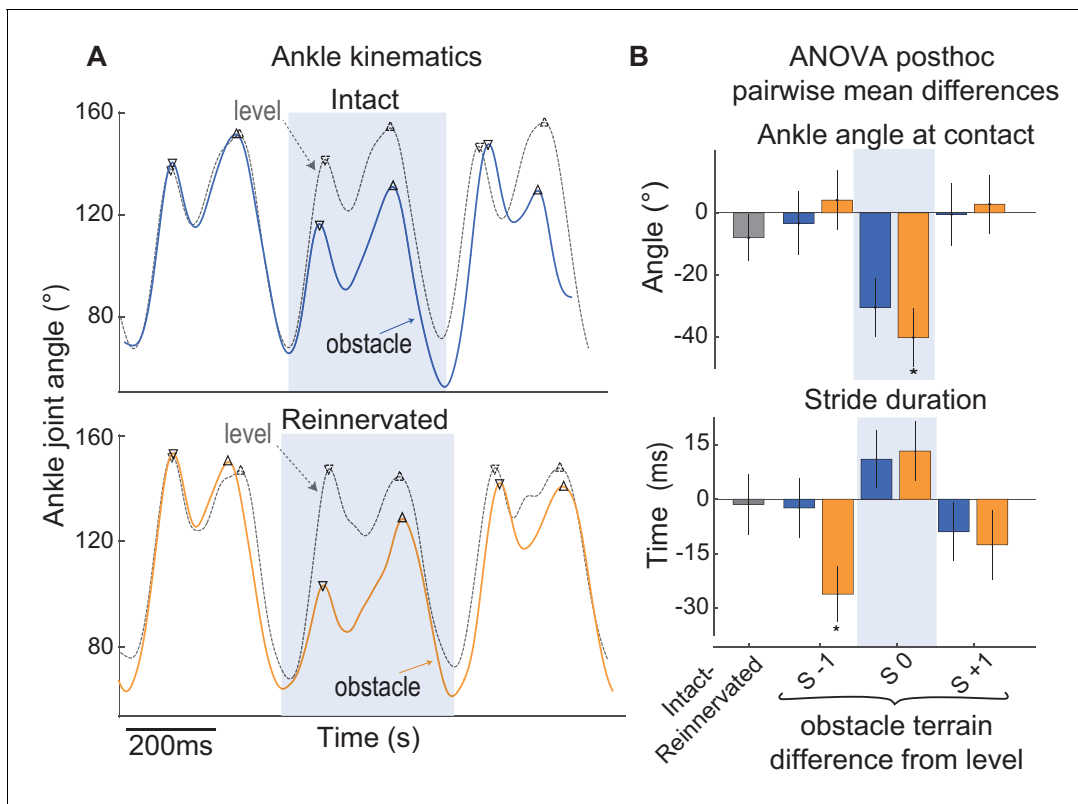 A
Ankle kinematics
Intact
level
obstacle
160
120
80
Reinnervated
level
obstacle
160
120
80
Ankle joint angle (°)
200ms
Time (s)
B
ANOVA posthoc
pairwise mean differences
Ankle angle at contact
0
-20
-40
Angle (°)
*
Stride duration
15
0
-15
-30
Time (ms)
*
Intact-
Reinnervated
S -1
S 0
S +1
obstacle terrain
difference from level